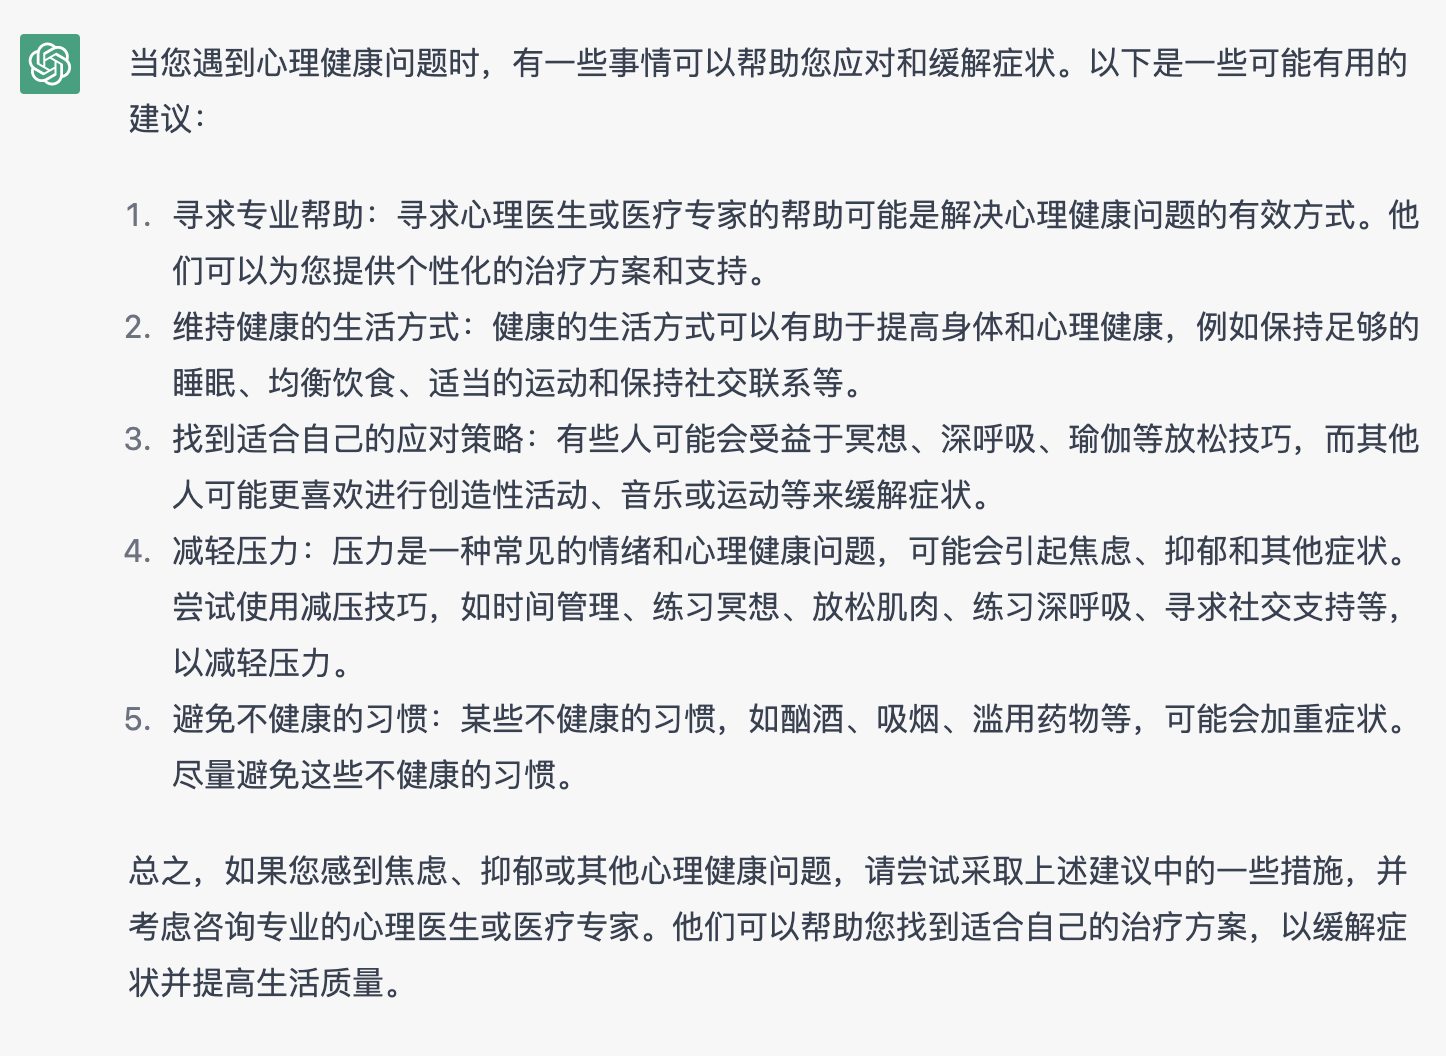 当您遇到心理健康问题时，有一些事情可以帮助您应对和缓解症状。以下是一些可能有用的
建议：
1. 寻求专业帮助：寻求心理医生或医疗专家的帮助可能是解决心理健康问题的有效方式。他
们可以为您提供个性化的治疗方案和支持。
2. 维持健康的生活方式：健康的生活方式可以有助于提高身体和心理健康，例如保持足够的
睡眠、均衡饮食、适当的运动和保持社交联系等。
3. 找到适合自己的应对策略：有些人可能会受益于冥想、深呼吸、瑜伽等放松技巧，而其他
人可能更喜欢进行创造性活动、音乐或运动等来缓解症状。
4. 减轻压力：压力是一种常见的情绪和心理健康问题，可能会引起焦虑、抑郁和其他症状。
尝试使用减压技巧，如时间管理、练习冥想、放松肌肉、练习深呼吸、寻求社交支持等，
以减轻压力。
5. 避免不健康的习惯：某些不健康的习惯，如酗酒、吸烟、滥用药物等，可能会加重症状。
尽量避免这些不健康的习惯。
总之，如果您感到焦虑、抑郁或其他心理健康问题，请尝试采取上述建议中的一些措施，并
考虑咨询专业的心理医生或医疗专家。他们可以帮助您找到适合自己的治疗方案，以缓解症
状并提高生活质量。